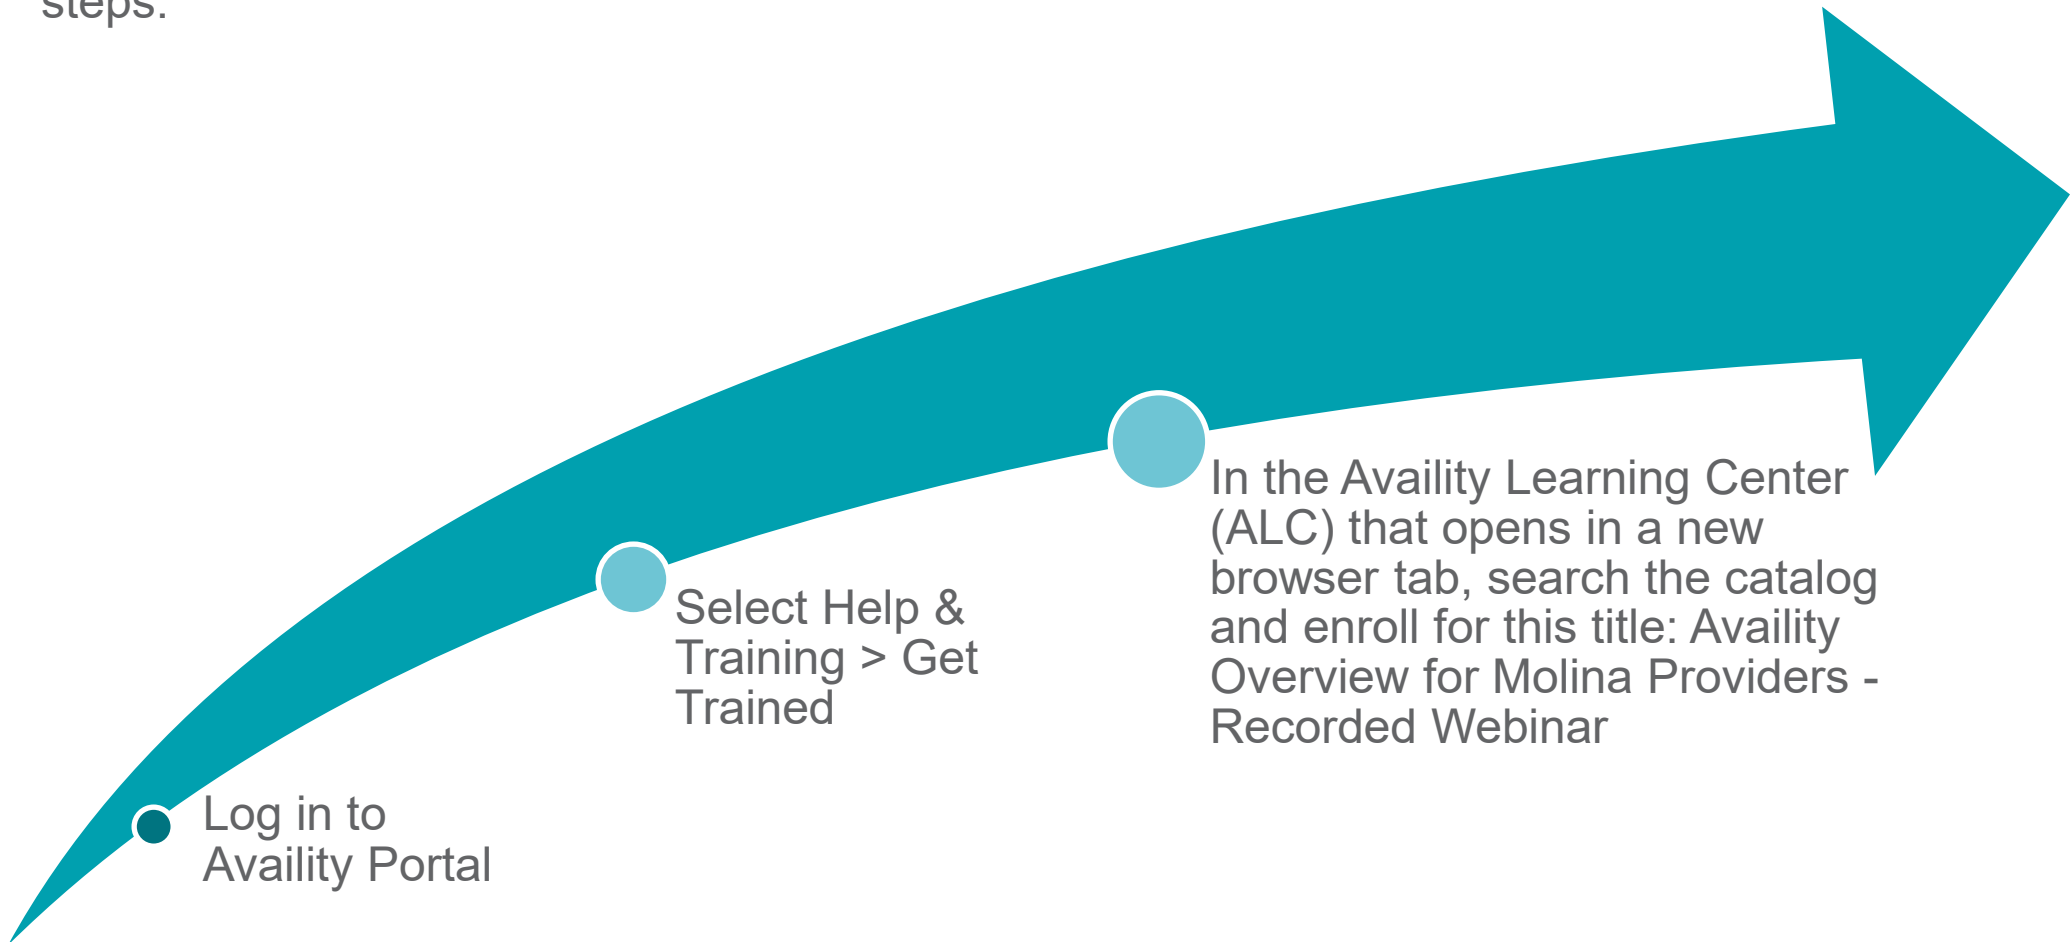 steps.
Log in to
Availity Portal
Select Help &
Training > Get
Trained
In the Availity Learning Center
(ALC) that opens in a new
browser tab, search the catalog
and enroll for this title: Availity
Overview for Molina Providers -
Recorded Webinar